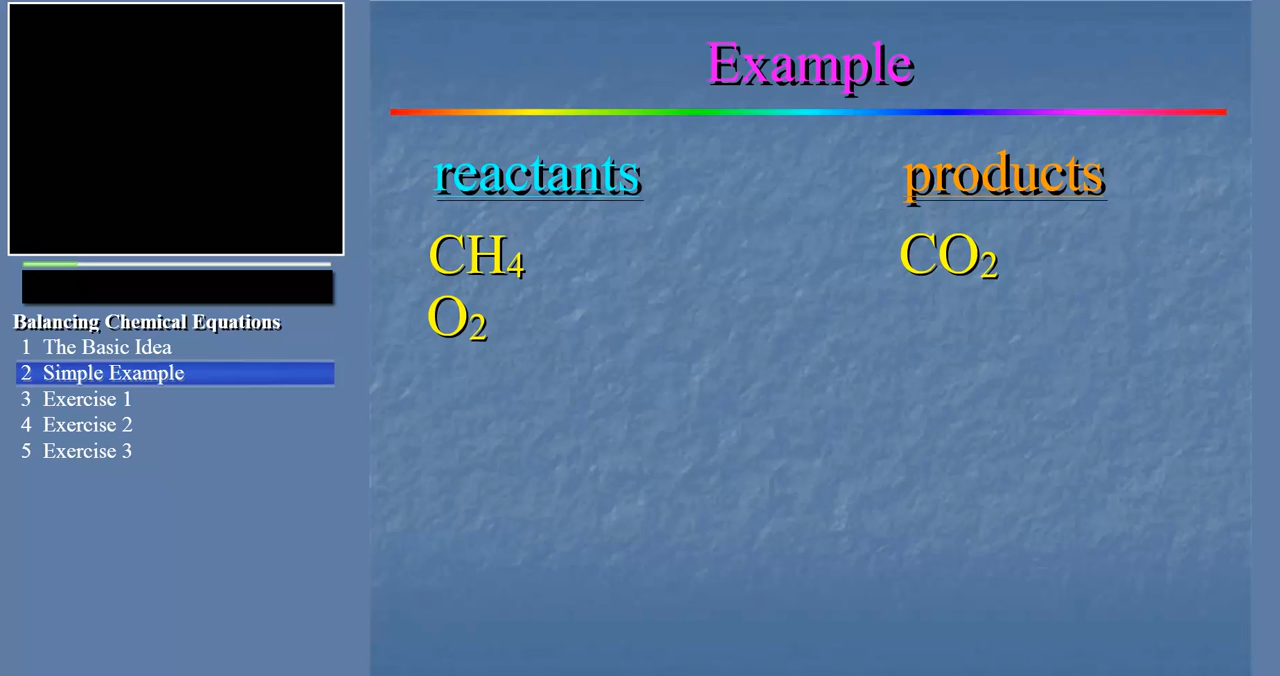 Example
reactants
products
CH₄
CO₂
O₂
Balancing Chemical Equations
1 The Basic Idea
2 Simple Example
3 Exercise 1
4 Exercise 2
5 Exercise 3